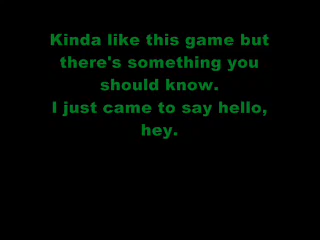 Kinda like this game but
there's something you
should know.
I just came to say hello,
hey.